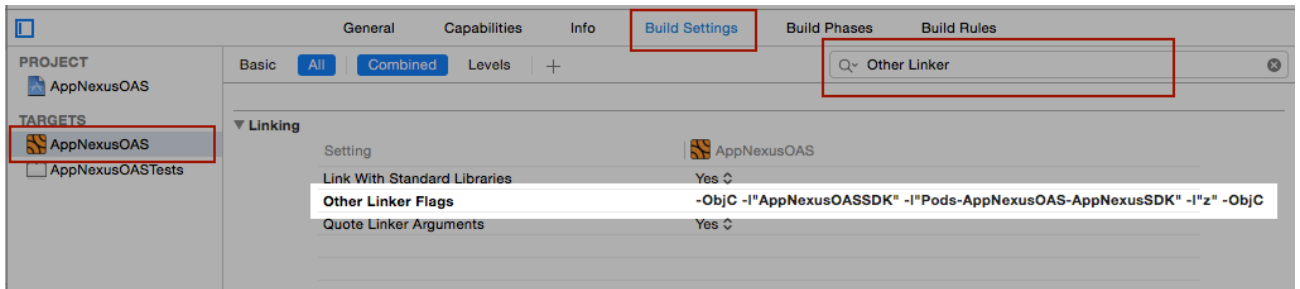 General Capabilities Info Build Settings Build Phases Build Rules
PROJECT
AppNexusOAS
TARGETS
AppNexusOAS
AppNexusOASTests
Basic All Combined Levels +
Other Linker
Linking
Setting AppNexusOAS
Link With Standard Libraries Yes
Other Linker Flags -ObjC -l"AppNexusOASSDK" -l"Pods-AppNexusOAS-AppNexusSDK" -l"z" -ObjC
Quote Linker Arguments Yes